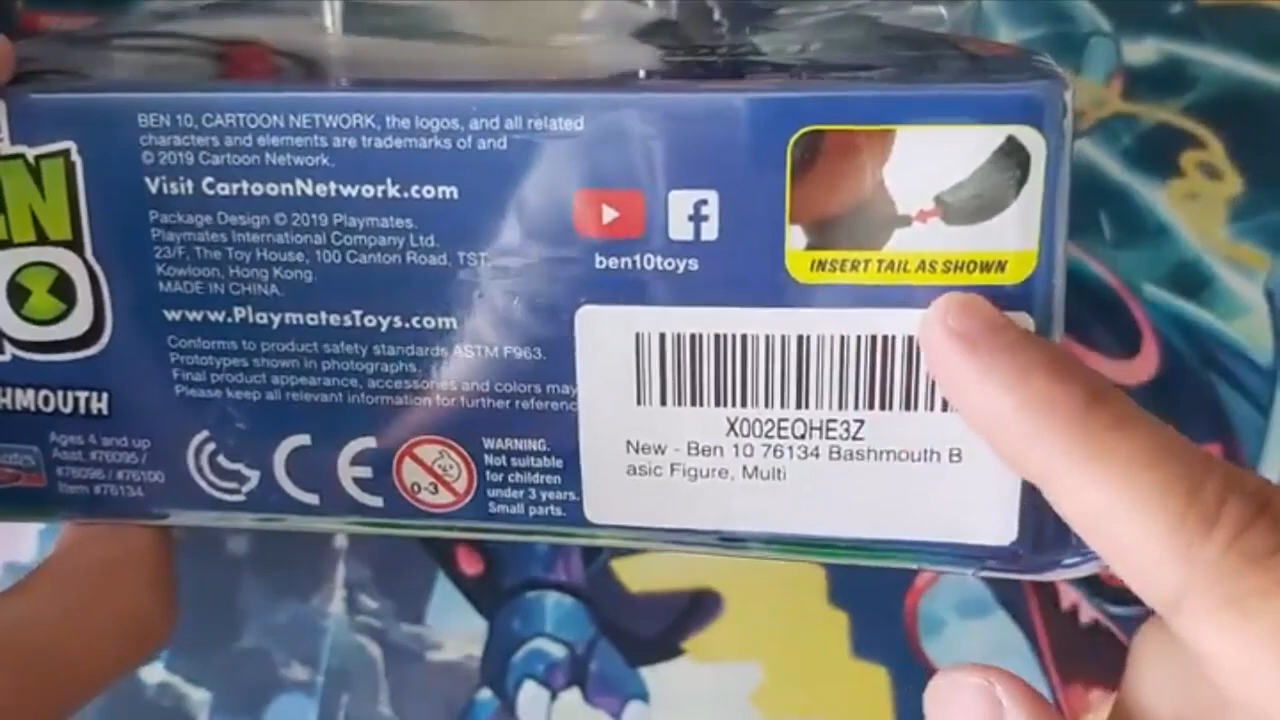 BEN 10, CARTOON NETWORK, the logos, and all related
characters and elements are trademarks of and
© 2019 Cartoon Network.
Visit CartoonNetwork.com
Package Design © 2019 Playmates.
Playmates International Company Ltd.
23/F, The Toy House, 100 Canton Road, TST,
Kowloon, Hong Kong.
MADE IN CHINA.
www.PlaymatesToys.com
Conforms to product safety standards ASTM F963.
Prototypes shown in photographs.
Final product appearance, accessories and colors may
Please keep all relevant information for further referenc
EN
10
HMOUTH
Ages 4 and up
Asst. #76095 /
#76096 / #76100
Item #76134
CE
0-3
WARNING.
Not suitable
for children
under 3 years.
Small parts.
ben10toys
INSERT TAIL AS SHOWN
X002EQHE3Z
New - Ben 10 76134 Bashmouth B
asic Figure, Multi